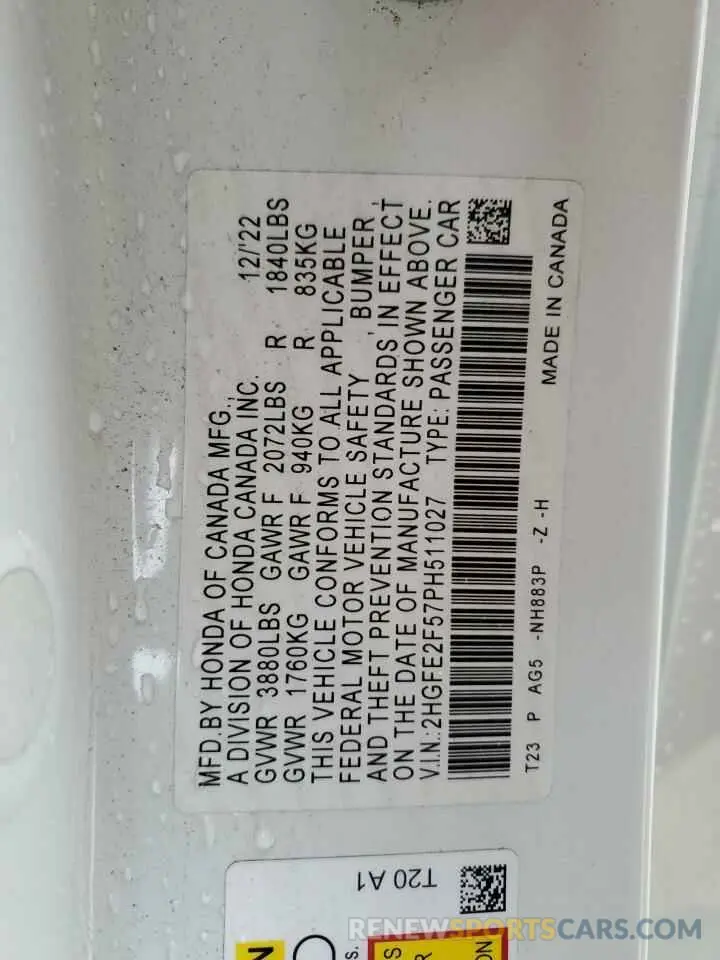 MFD.BY HONDA OF CANADA MFG.,
A DIVISION OF HONDA CANADA INC. 12/'22
GVWR 3880LBS GAWR F 2072LBS R 1840LBS
GVWR 1760KG GAWR F 940KG R 835KG
THIS VEHICLE CONFORMS TO ALL APPLICABLE
FEDERAL MOTOR VEHICLE SAFETY , BUMPER ,
AND THEFT PREVENTION STANDARDS IN EFFECT
ON THE DATE OF MANUFACTURE SHOWN ABOVE.
V.I.N.:2HGFE2F57PH511027 TYPE: PASSENGER CAR
T23 P AG5 -NH883P -Z -H
MADE IN CANADA
T20 A1
RENEWSPORTSCARS.COM